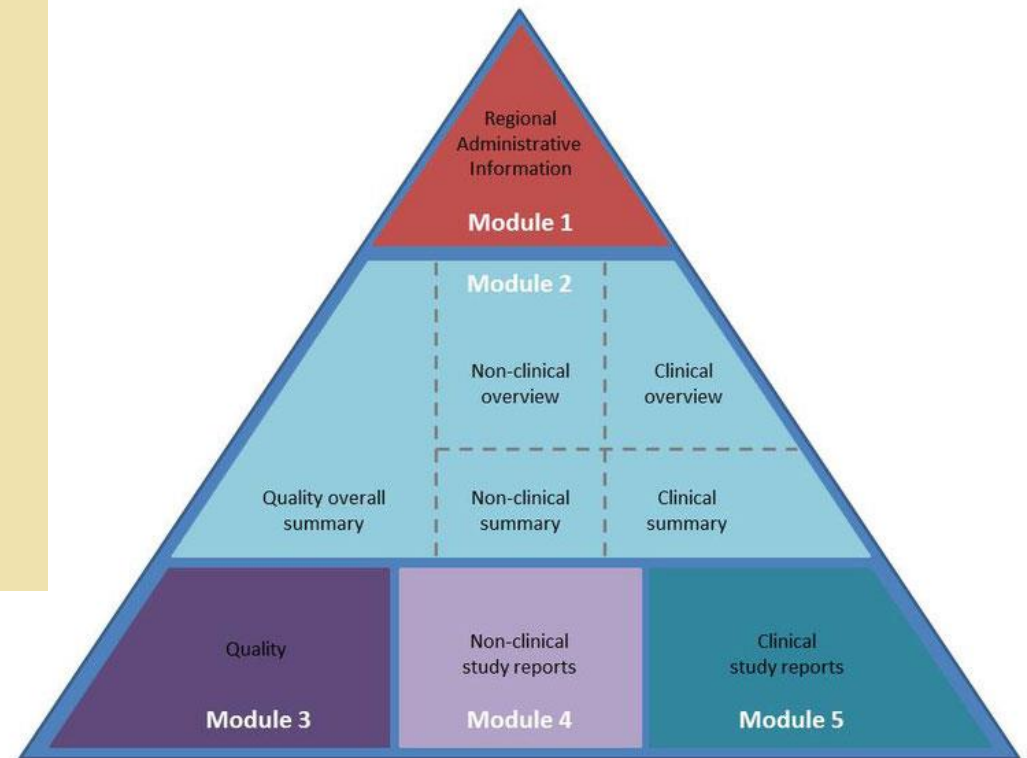 Regional
Administrative
Information
Module 1
Module 2
Non-clinical
overview
Clinical
overview
Quality overall
summary
Non-clinical
summary
Clinical
summary
Quality
Module 3
Non-clinical
study reports
Module 4
Clinical
study reports
Module 5